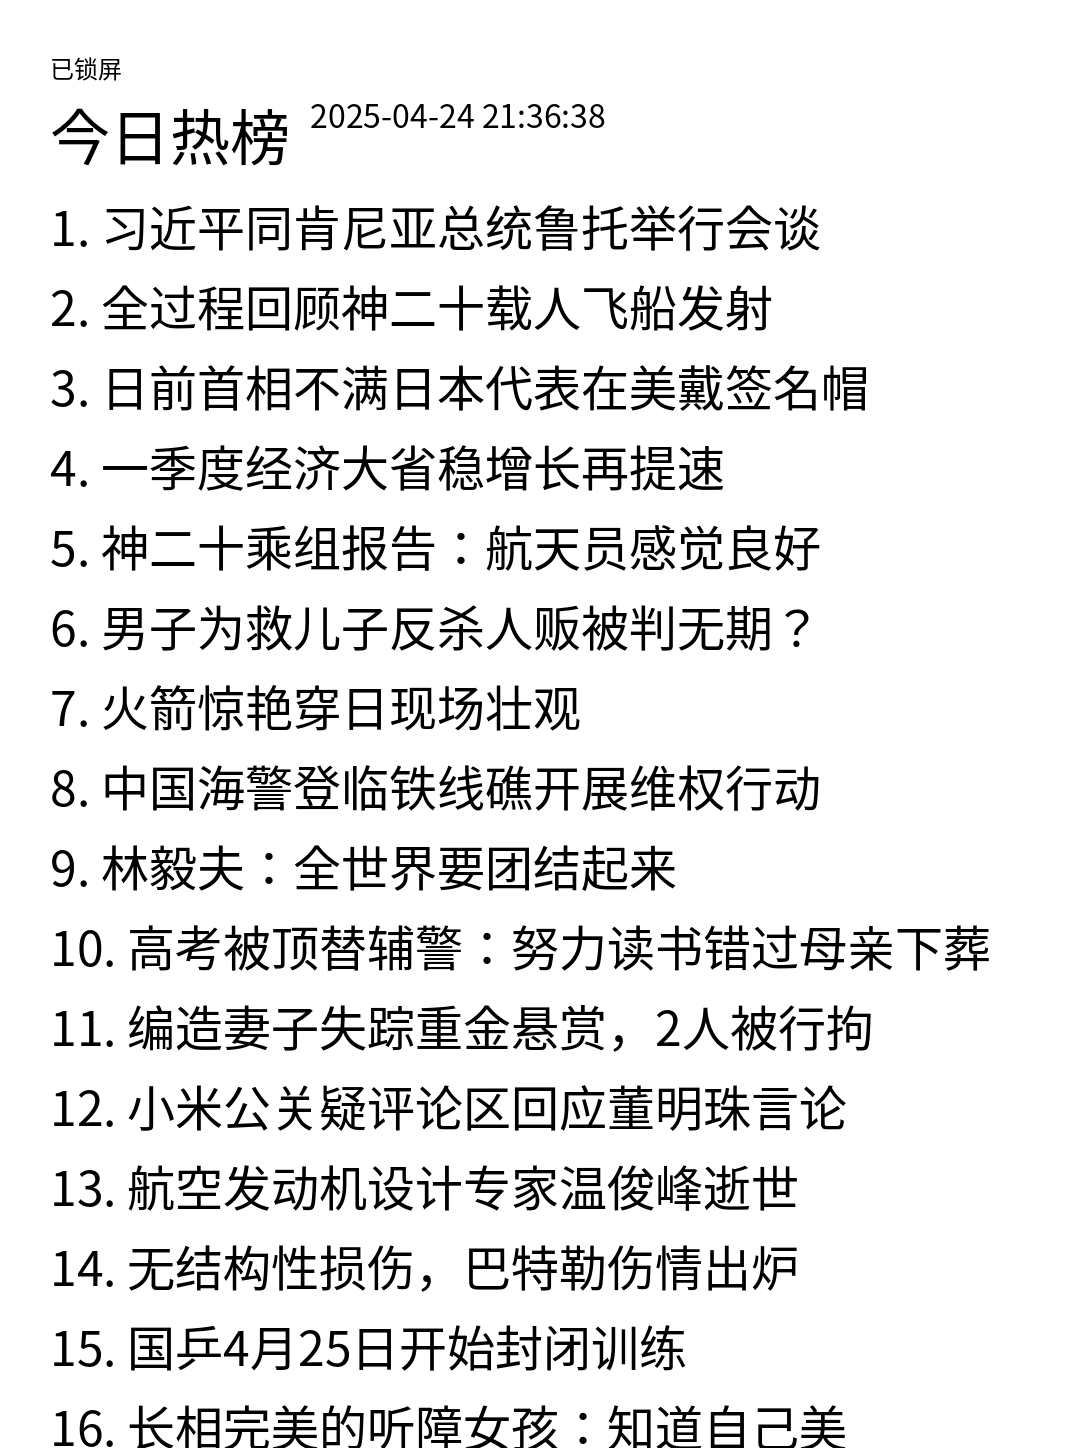 已锁屏
今日热榜 2025-04-24 21:36:38
1. 习近平同肯尼亚总统鲁托举行会谈
2. 全过程回顾神二十载人飞船发射
3. 日前首相不满日本代表在美戴签名帽
4. 一季度经济大省稳增长再提速
5. 神二十乘组报告：航天员感觉良好
6. 男子为救儿子反杀人贩被判无期？
7. 火箭惊艳穿日现场壮观
8. 中国海警登临铁线礁开展维权行动
9. 林毅夫：全世界要团结起来
10. 高考被顶替辅警：努力读书错过母亲下葬
11. 编造妻子失踪重金悬赏，2人被行拘
12. 小米公关疑评论区回应董明珠言论
13. 航空发动机设计专家温俊峰逝世
14. 无结构性损伤，巴特勒伤情出炉
15. 国乒4月25日开始封闭训练
16. 长相完美的听障女孩：知道自己美